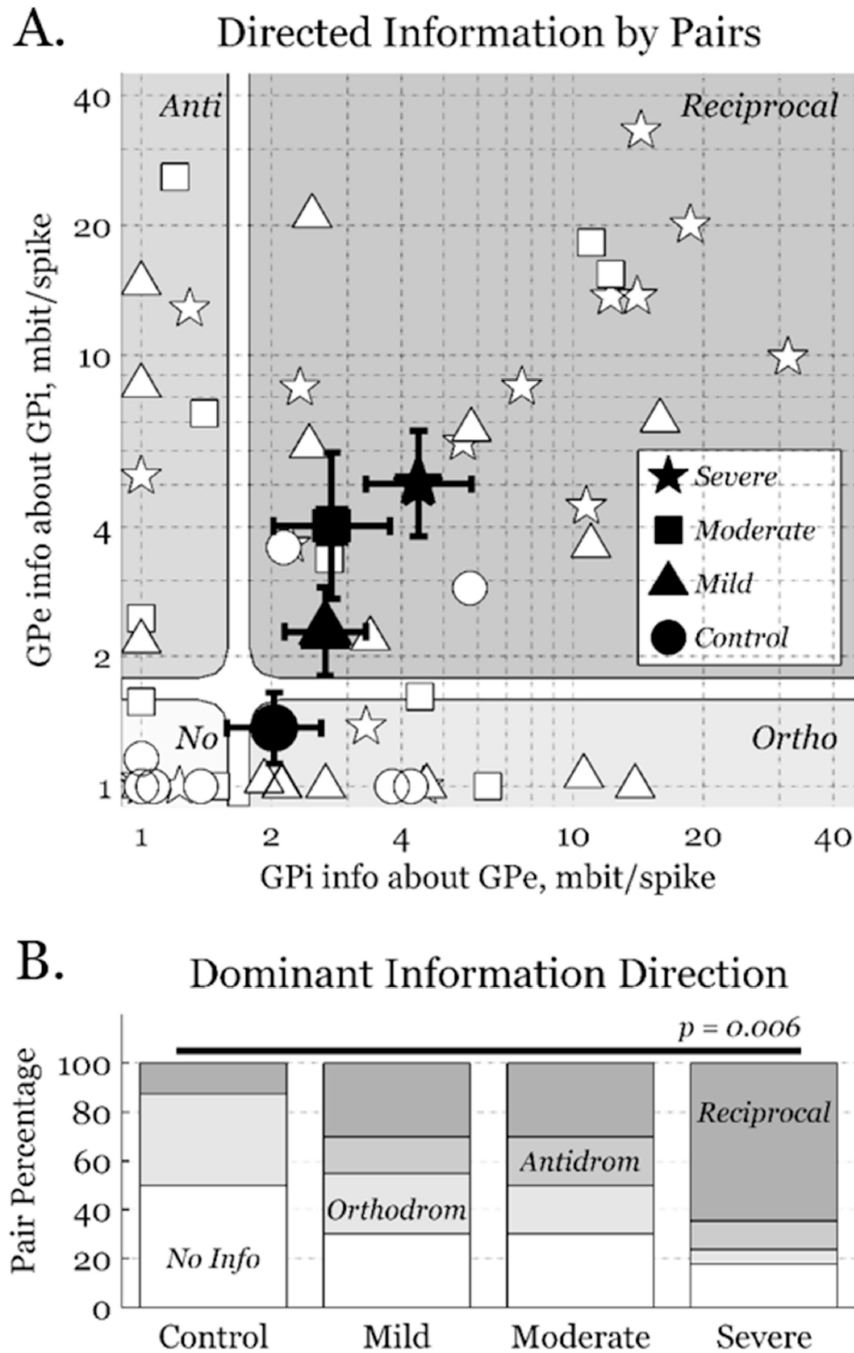 A. Directed Information by Pairs
Anti
Reciprocal
40
20
10
4
2
1
GPe info about GPi, mbit/spike
Severe
Moderate
Mild
Control
No
Ortho
1 2 4 10 20 40
GPi info about GPe, mbit/spike
B. Dominant Information Direction
p = 0.006
Pair Percentage
100
80
60
40
20
0
Reciprocal
Antidrom
Orthodrom
No Info
Control Mild Moderate Severe